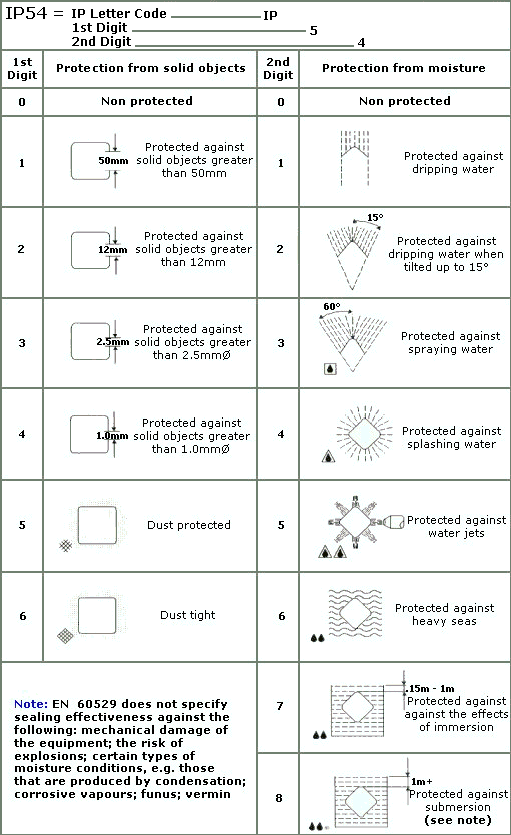 IP54 = IP Letter Code ____________ IP
1st Digit ____________ 5
2nd Digit ____________ 4
1st Digit
Protection from solid objects
2nd Digit
Protection from moisture
0
Non protected
0
Non protected
1
50mm
Protected against
solid objects greater
than 50mm
1
Protected against
dripping water
2
12mm
Protected against
solid objects greater
than 12mm
2
15°
Protected against
dripping water when
tilted up to 15°
3
2.5mm
Protected against
solid objects greater
than 2.5mmØ
3
60°
Protected against
spraying water
4
1.0mm
Protected against
solid objects greater
than 1.0mmØ
4
Protected against
splashing water
5
Dust protected
5
Protected against
water jets
6
Dust tight
6
Protected against
heavy seas
Note: EN 60529 does not specify
sealing effectiveness against the
following: mechanical damage of
the equipment; the risk of
explosions; certain types of
moisture conditions, e.g. those
that are produced by condensation;
corrosive vapours; funus; vermin
7
.15m - 1m
Protected against
against the effects
of immersion
8
1m+
Protected against
submersion
(see note)